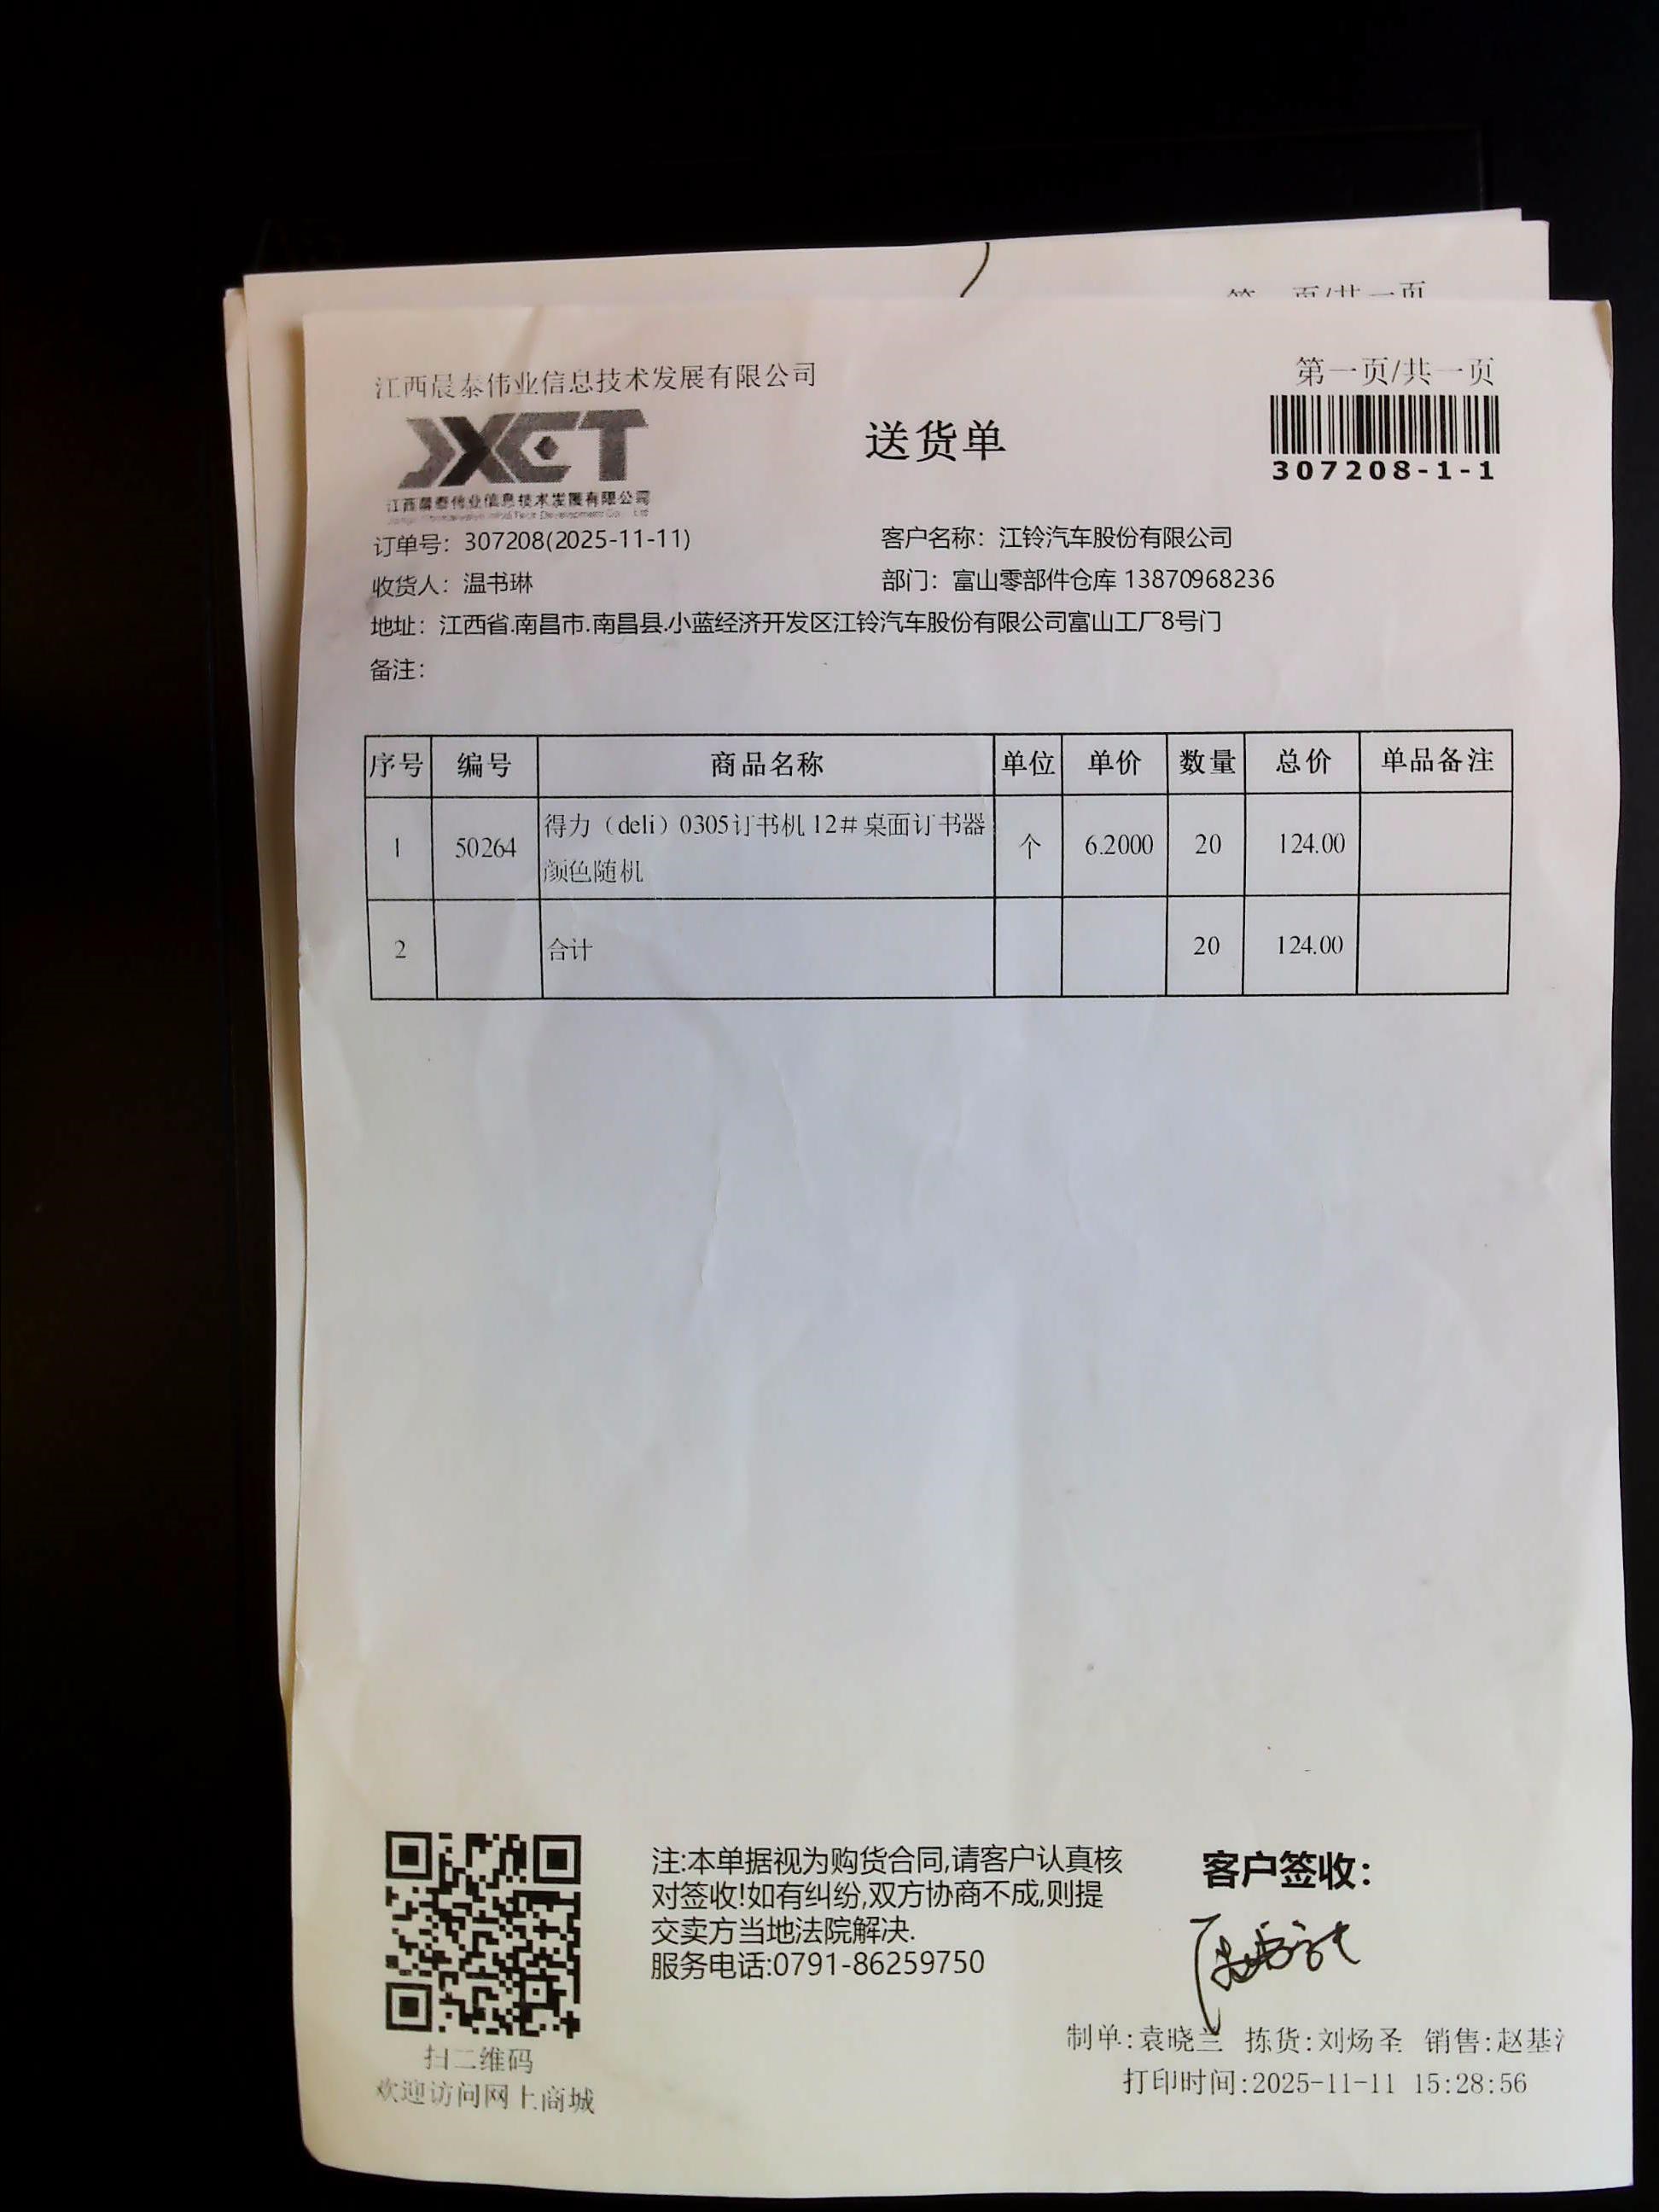 第一页/共一页
江西晨泰伟业信息技术发展有限公司
第一页/共一页
JXCT
送货单
307208-1-1
江西晨泰伟业信息技术发展有限公司
订单号：307208(2025-11-11)
客户名称：江铃汽车股份有限公司
收货人：温书琳
部门：富山零部件仓库 13870968236
地址：江西省.南昌市.南昌县.小蓝经济开发区江铃汽车股份有限公司富山工厂8号门
备注：
序号 编号 商品名称 单位 单价 数量 总价 单品备注
1 50264 得力（deli）0305订书机 12#桌面订书器 个 6.2000 20 124.00
颜色随机
2 合计 20 124.00
注:本单据视为购货合同,请客户认真核
对签收!如有纠纷,双方协商不成,则提
交卖方当地法院解决.
服务电话:0791-86259750
客户签收：
制单:袁晓兰 拣货:刘炀圣 销售:赵基
打印时间:2025-11-11 15:28:56
扫二维码
欢迎访问网上商城